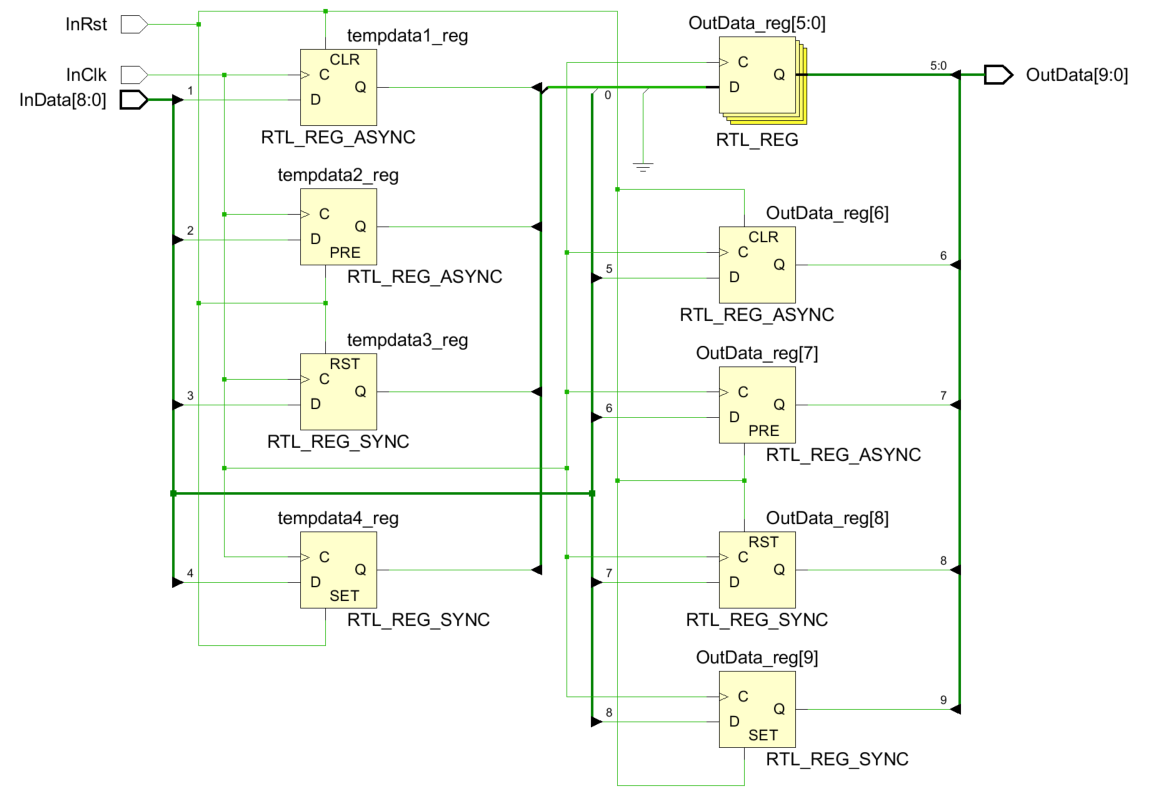 InRst
InClk
InData[8:0]
1
tempdata1_reg
CLR
C
D
Q
RTL_REG_ASYNC
2
tempdata2_reg
C
D
Q
PRE
RTL_REG_ASYNC
3
tempdata3_reg
RST
C
D
Q
RTL_REG_SYNC
4
tempdata4_reg
C
D
Q
SET
RTL_REG_SYNC
0
OutData_reg[5:0]
C
D
Q
RTL_REG
5:0
OutData[9:0]
5
OutData_reg[6]
CLR
C
D
Q
RTL_REG_ASYNC
6
6
OutData_reg[7]
C
D
Q
PRE
RTL_REG_ASYNC
7
7
OutData_reg[8]
RST
C
D
Q
RTL_REG_SYNC
8
8
OutData_reg[9]
C
D
Q
SET
RTL_REG_SYNC
9